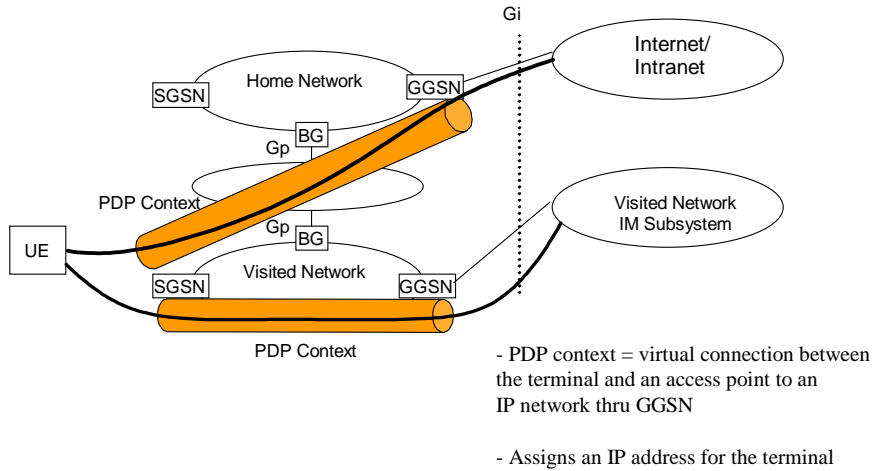 Gi
Internet/
Intranet
Home Network
SGSN
GGSN
BG
Gp
PDP Context
Gp
BG
Visited Network
IM Subsystem
UE
Visited Network
SGSN
GGSN
PDP Context
- PDP context = virtual connection between
the terminal and an access point to an
IP network thru GGSN
- Assigns an IP address for the terminal